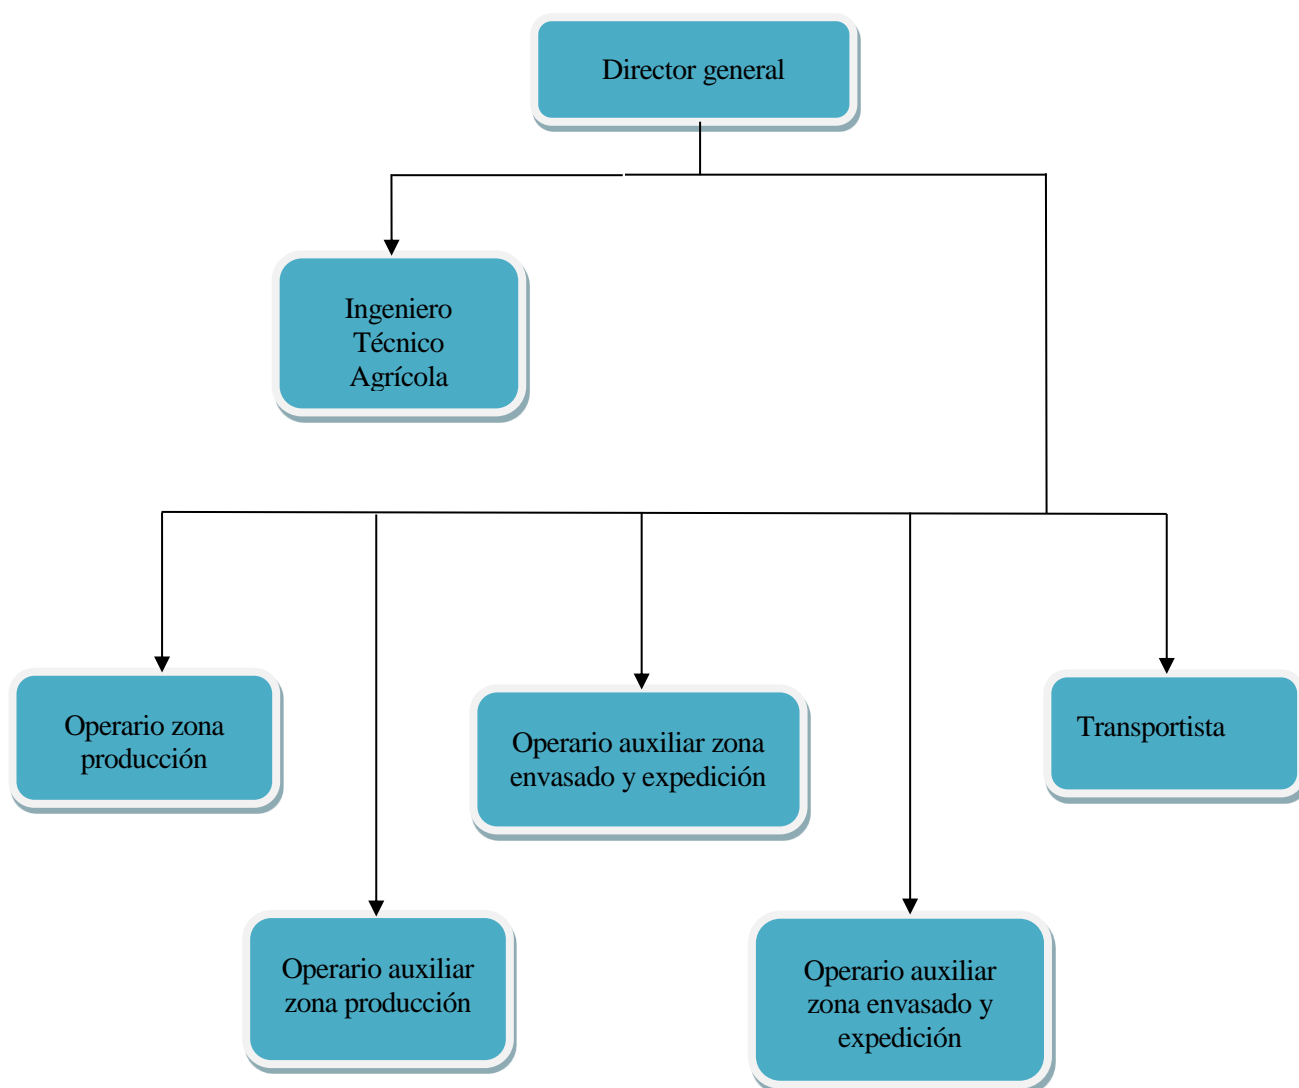 Director general
Ingeniero
Técnico
Agrícola
Operario zona
producción
Operario auxiliar zona
envasado y expedición
Transportista
Operario auxiliar
zona producción
Operario auxiliar
zona envasado y
expedición